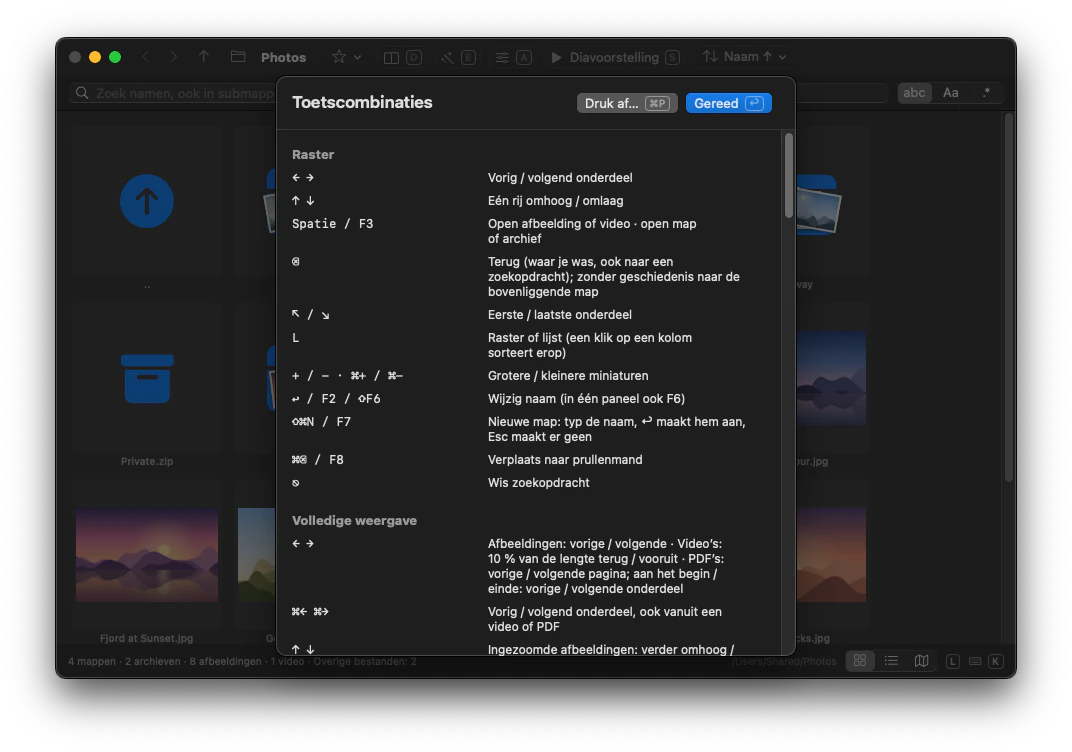 Photos
D
E
A
Diavoorstelling S
Naam
Zoek namen, ook in submapp
abc
Aa
.*
Toetscombinaties
Druk af... ⌘P
Gereed ↩
Raster
← → Vorig / volgend onderdeel
↑ ↓ Eén rij omhoog / omlaag
Spatie / F3 Open afbeelding of video · open map
of archief
⌫ Terug (waar je was, ook naar een
zoekopdracht); zonder geschiedenis naar de
bovenliggende map
↖ / ↘ Eerste / laatste onderdeel
L Raster of lijst (een klik op een kolom
sorteert erop)
+ / − · ⌘+ / ⌘− Grotere / kleinere miniaturen
↩ / F2 / ⇧F6 Wijzig naam (in één paneel ook F6)
⇧⌘N / F7 Nieuwe map: typ de naam, ↩ maakt hem aan,
Esc maakt er geen
⌘⌫ / F8 Verplaats naar prullenmand
⎋ Wis zoekopdracht
Volledige weergave
← → Afbeeldingen: vorige / volgende · Video's:
10 % van de lengte terug / vooruit · PDF's:
vorige / volgende pagina; aan het begin /
einde: vorige / volgende onderdeel
⌘← ⌘→ Vorig / volgend onderdeel, ook vanuit een
video of PDF
↑ ↓ Ingezoomde afbeeldingen: verder omhoog /
..
way
Private.zip
our.jpg
Fjord at Sunset.jpg
cks.jpg
4 mappen · 2 archieven · 8 afbeeldingen · 1 video · Overige bestanden: 2
/Users/Shared/Photos
L
K